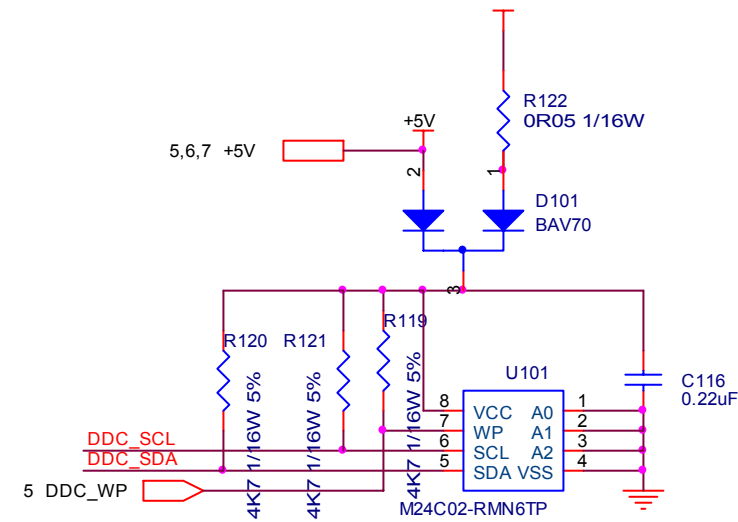 R122
0R05 1/16W
+5V
5,6,7 +5V
2
1
D101
BAV70
3
R120
R121
R119
4K7 1/16W 5%
4K7 1/16W 5%
4K7 1/16W 5%
U101
C116
0.22uF
8 VCC A0 1
7 WP A1 2
6 SCL A2 3
5 SDA VSS 4
DDC_SCL
DDC_SDA
5 DDC_WP
M24C02-RMN6TP